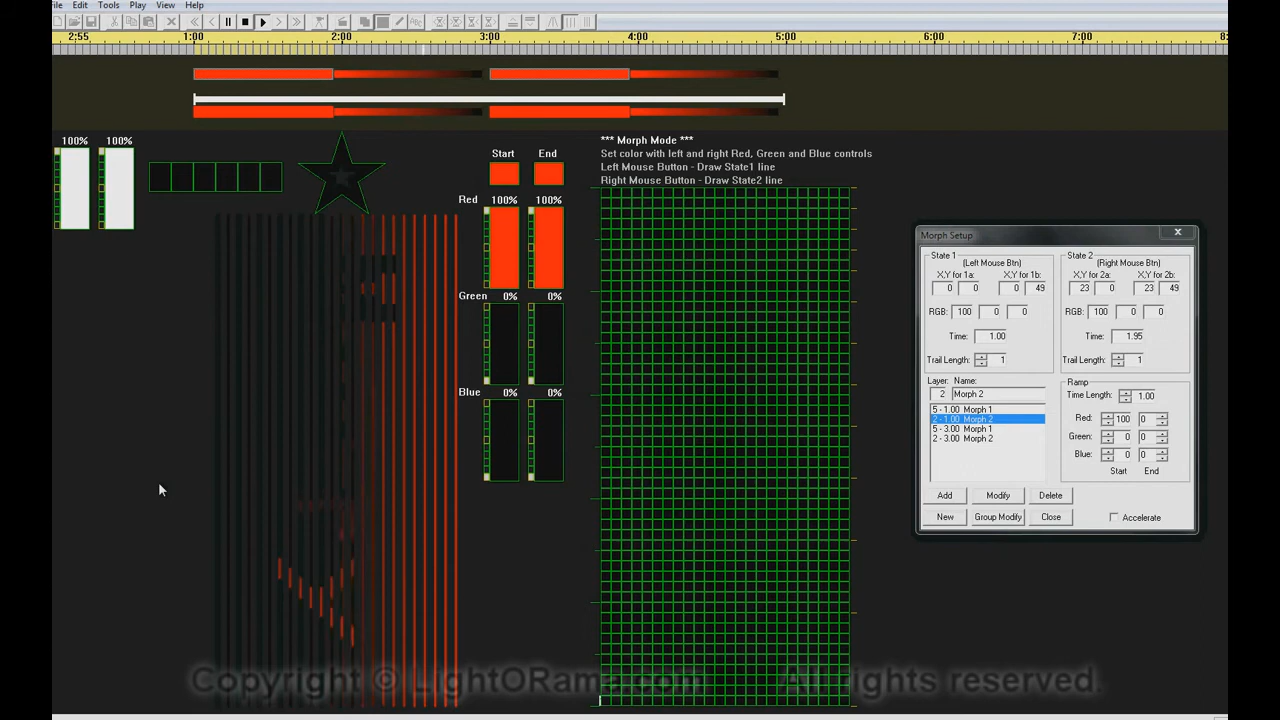 ile Edit Tools Play View Help
2:55 1:00 2:00 3:00 4:00 5:00 6:00 7:00 8:
100% 100%
Start End
Red 100% 100%
Green 0% 0%
Blue 0% 0%
*** Morph Mode ***
Set color with left and right Red, Green and Blue controls
Left Mouse Button - Draw State1 line
Right Mouse Button - Draw State2 line
Morph Setup
State 1
(Left Mouse Btn)
X,Y for 1a: X,Y for 1b:
0 0 0 49
RGB: 100 0 0
Time: 1.00
Trail Length: 1
State 2
(Right Mouse Btn)
X,Y for 2a: X,Y for 2b:
23 0 23 49
RGB: 100 0 0
Time: 1.95
Trail Length: 1
Layer: Name:
2 Morph 2
5 - 1.00 Morph 1
2 - 1.00 Morph 2
5 - 3.00 Morph 1
2 - 3.00 Morph 2
Ramp
Time Length: 1.00
Red: 100 0
Green: 0 0
Blue: 0 0
Start End
Add Modify Delete
New Group Modify Close
Accelerate
Copyright © LightORama.com All rights reserved.